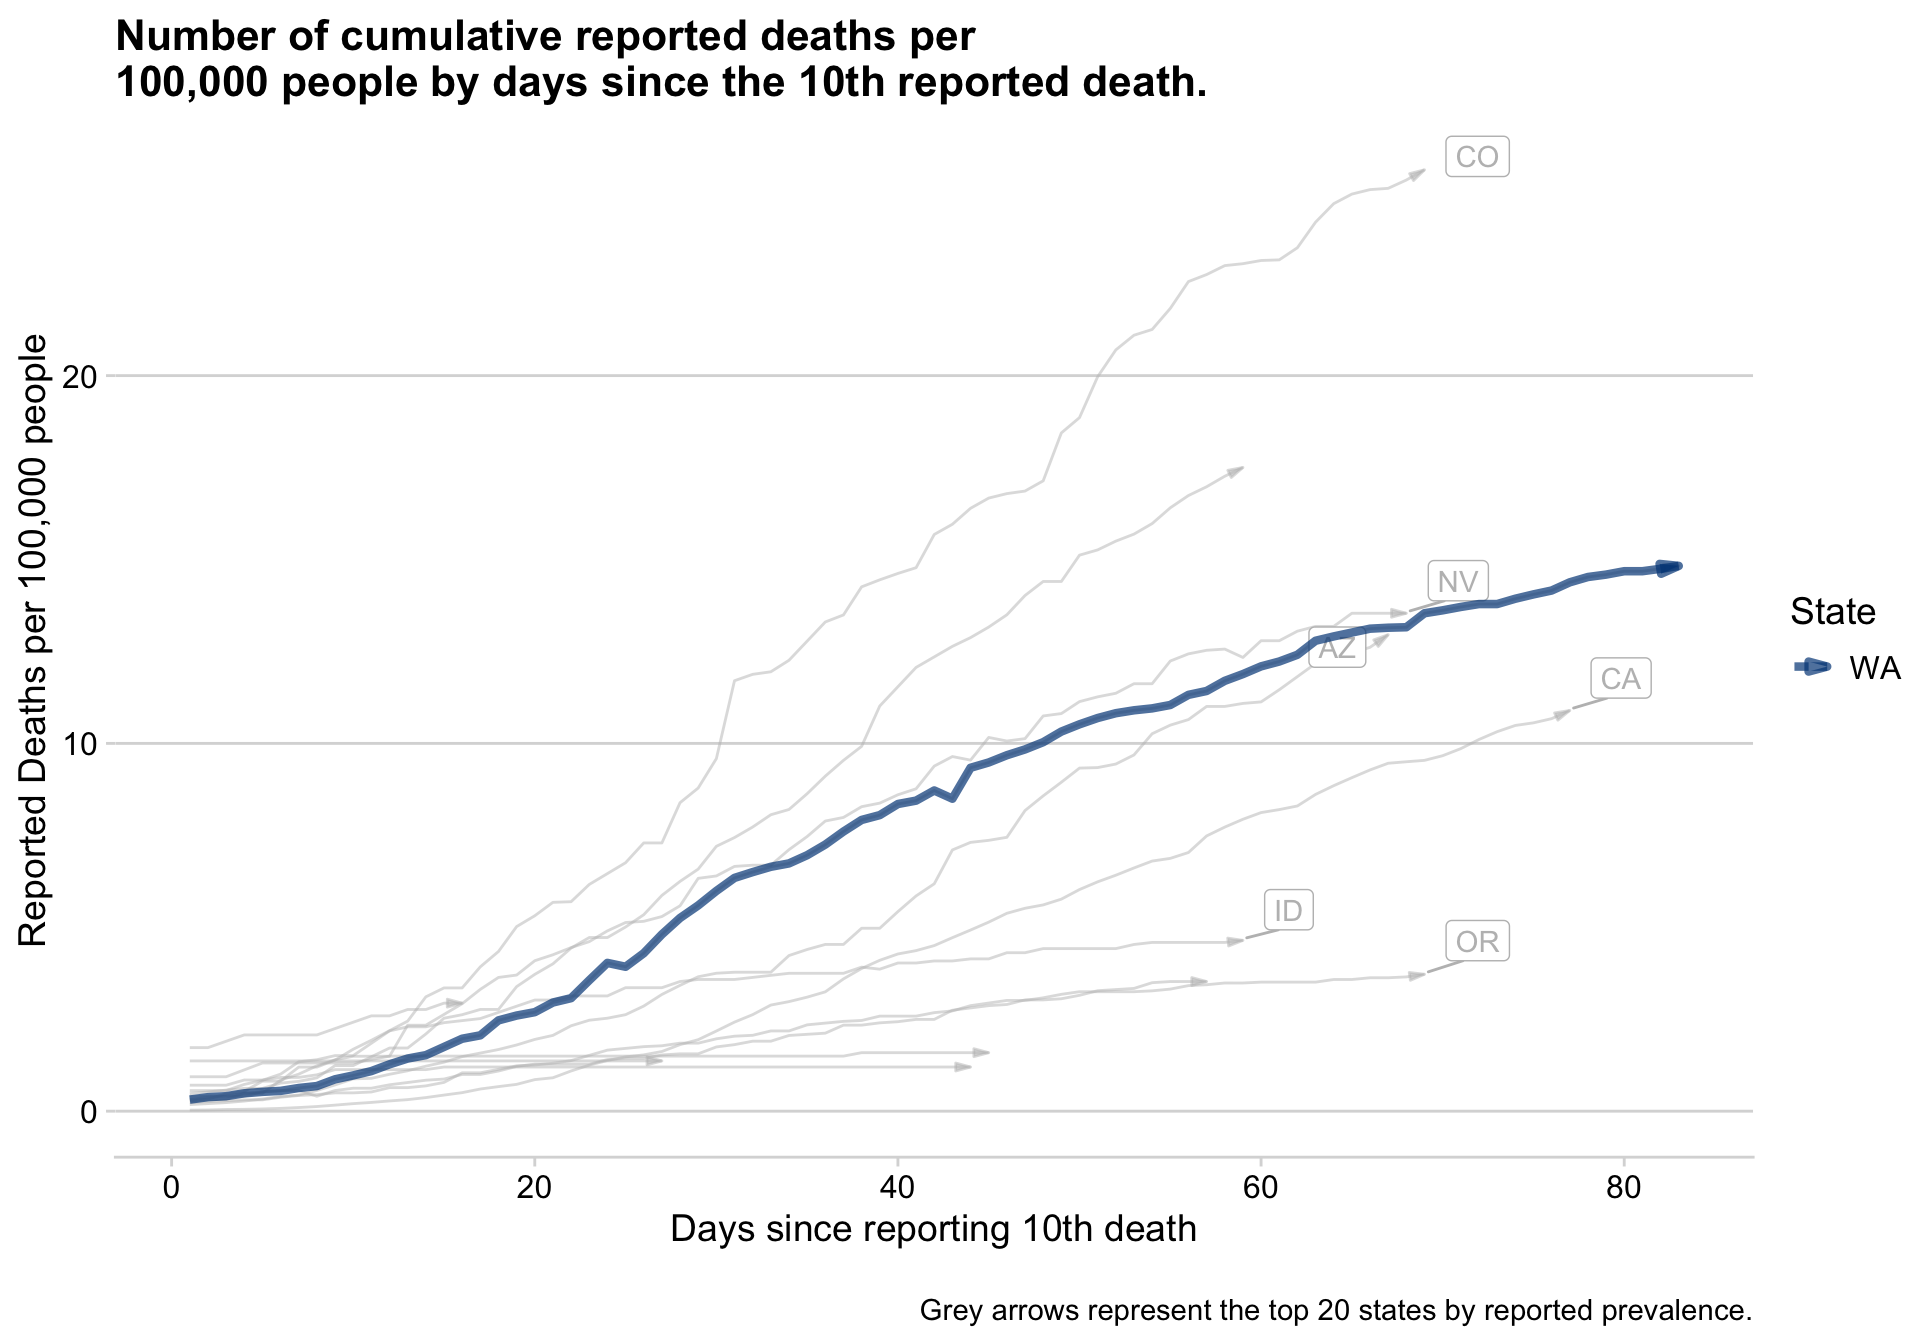 Number of cumulative reported deaths per
100,000 people by days since the 10th reported death.
CO
20
NV
AZ
CA
10
ID
OR
0
Reported Deaths per 100,000 people
State
WA
0 20 40 60 80
Days since reporting 10th death
Grey arrows represent the top 20 states by reported prevalence.